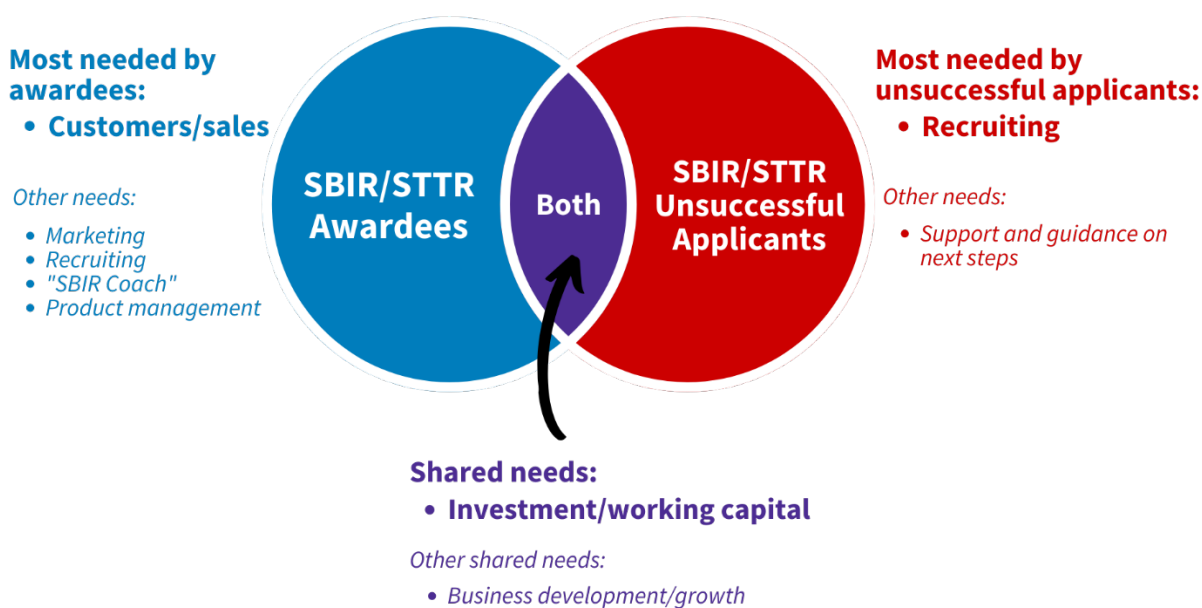 Most needed by
awardees:
• Customers/sales
Other needs:
• Marketing
• Recruiting
• "SBIR Coach"
• Product management
SBIR/STTR
Awardees
Both
SBIR/STTR
Unsuccessful
Applicants
Most needed by
unsuccessful applicants:
• Recruiting
Other needs:
• Support and guidance on
next steps
Shared needs:
• Investment/working capital
Other shared needs:
• Business development/growth